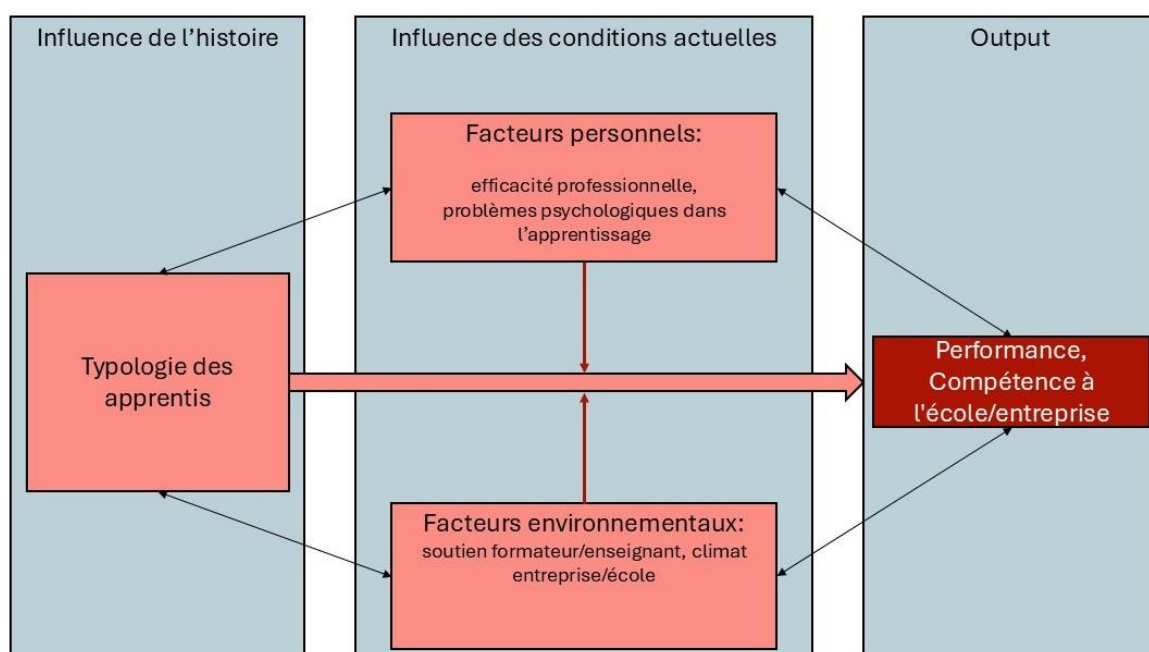 Influence de l’histoire
Influence des conditions actuelles
Output
Facteurs personnels:
efficacité professionnelle,
problèmes psychologiques dans
l’apprentissage
Typologie des
apprentis
Performance,
Compétence à
l'école/entreprise
Facteurs environnementaux:
soutien formateur/enseignant, climat
entreprise/école